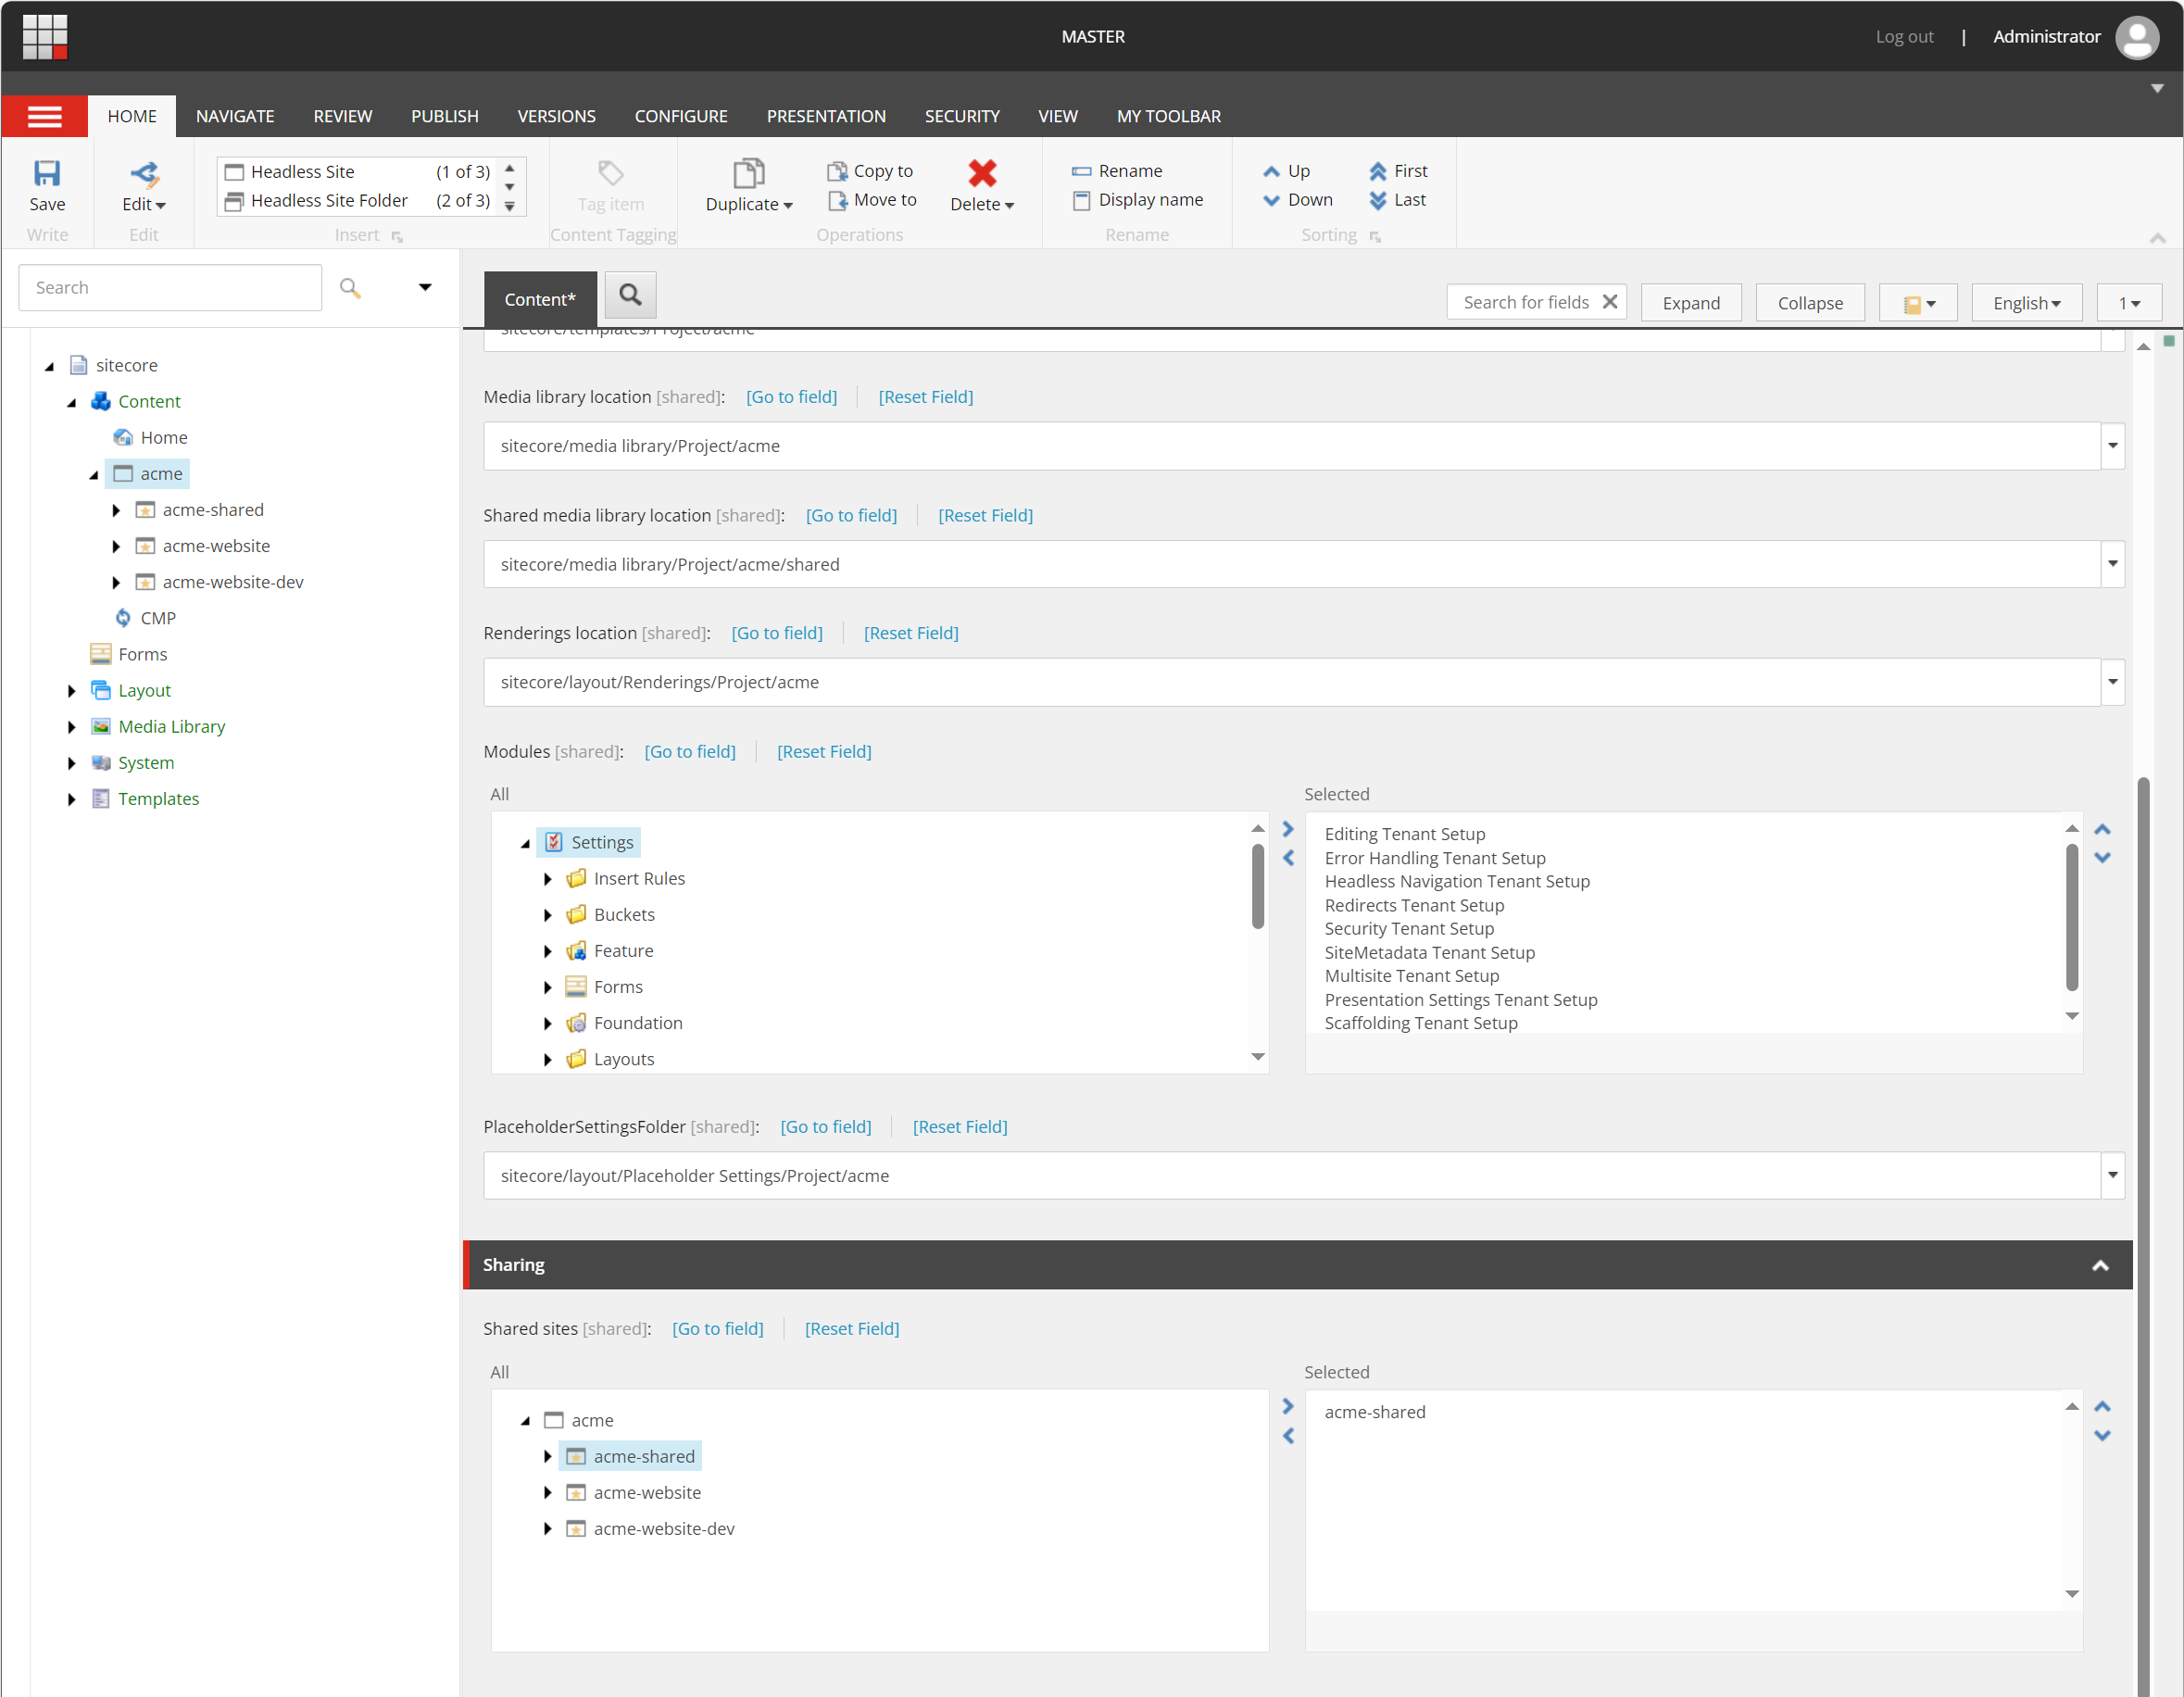 MASTER
Log out | Administrator
HOME NAVIGATE REVIEW PUBLISH VERSIONS CONFIGURE PRESENTATION SECURITY VIEW MY TOOLBAR
Save
Write
Edit
Edit
Headless Site (1 of 3)
Headless Site Folder (2 of 3)
Insert
Tag item
Content Tagging
Duplicate
Copy to
Move to
Delete
Operations
Rename
Display name
Rename
Up
Down
First
Last
Sorting
Search
sitecore
Content
Home
acme
acme-shared
acme-website
acme-website-dev
CMP
Forms
Layout
Media Library
System
Templates
Content*
Search for fields
Expand
Collapse
English
1
sitecore/templates/Project/acme
Media library location [shared]: [Go to field] [Reset Field]
sitecore/media library/Project/acme
Shared media library location [shared]: [Go to field] [Reset Field]
sitecore/media library/Project/acme/shared
Renderings location [shared]: [Go to field] [Reset Field]
sitecore/layout/Renderings/Project/acme
Modules [shared]: [Go to field] [Reset Field]
All
Settings
Insert Rules
Buckets
Feature
Forms
Foundation
Layouts
Selected
Editing Tenant Setup
Error Handling Tenant Setup
Headless Navigation Tenant Setup
Redirects Tenant Setup
Security Tenant Setup
SiteMetadata Tenant Setup
Multisite Tenant Setup
Presentation Settings Tenant Setup
Scaffolding Tenant Setup
PlaceholderSettingsFolder [shared]: [Go to field] [Reset Field]
sitecore/layout/Placeholder Settings/Project/acme
Sharing
Shared sites [shared]: [Go to field] [Reset Field]
All
acme
acme-shared
acme-website
acme-website-dev
Selected
acme-shared